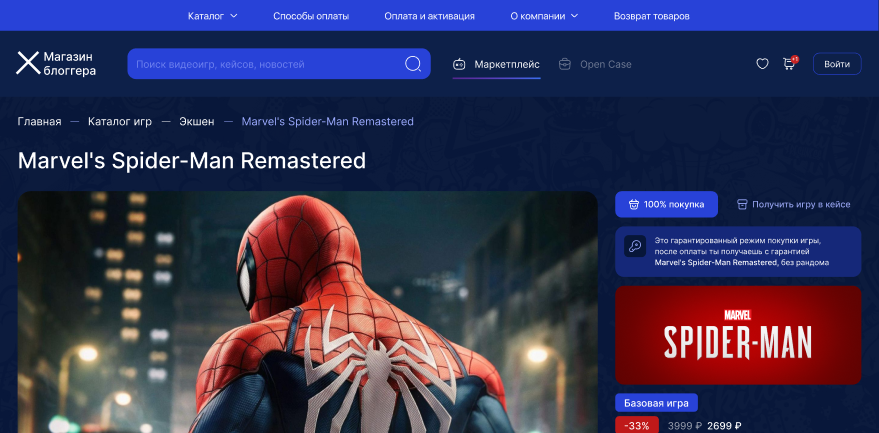 Каталог
Способы оплаты
Оплата и активация
О компании
Возврат товаров
Магазин
блоггера
Поиск видеоигр, кейсов, новостей
Маркетплейс
Open Case
+1
Войти
Главная — Каталог игр — Экшен — Marvel's Spider-Man Remastered
Marvel's Spider-Man Remastered
100% покупка
Получить игру в кейсе
Это гарантированный режим покупки игры,
после оплаты ты получаешь с гарантией
Marvel's Spider-Man Remastered, без рандома
MARVEL
SPIDER-MAN
Базовая игра
-33% 3999 ₽ 2699 ₽